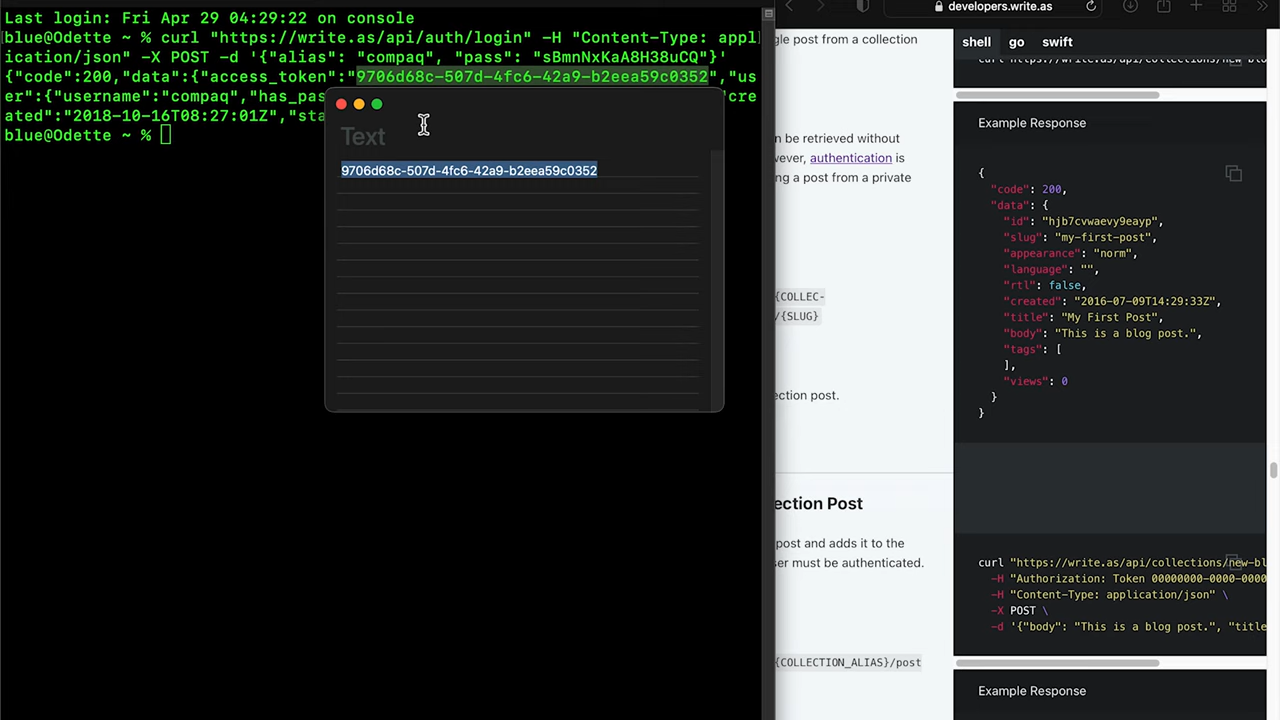 Last login: Fri Apr 29 04:29:22 on console
blue@Odette ~ % curl "https://write.as/api/auth/login" -H "Content-Type: appl
ication/json" -X POST -d '{"alias": "compaq", "pass": "sBmnNxKaA8H38uCQ"}'
{"code":200,"data":{"access_token":"9706d68c-507d-4fc6-42a9-b2eea59c0352","us
er":{"username":"compaq","has_pas
cre
ated":"2018-10-16T08:27:01Z","sta
blue@Odette ~ %
Text
9706d68c-507d-4fc6-42a9-b2eea59c0352
developers.write.as
gle post from a collection
n be retrieved without
wever, authentication is
ng a post from a private
{COLLEC-
/{SLUG}
ection post.
ection Post
post and adds it to the
ser must be authenticated.
{COLLECTION_ALIAS}/post
shell go swift
Example Response
{
"code": 200,
"data": {
"id": "hjb7cvwaevy9eayp",
"slug": "my-first-post",
"appearance": "norm",
"language": "",
"rtl": false,
"created": "2016-07-09T14:29:33Z",
"title": "My First Post",
"body": "This is a blog post.",
"tags": [
],
"views": 0
}
}
curl "https://write.as/api/collections/new-bl
-H "Authorization: Token 00000000-0000-0000
-H "Content-Type: application/json" \
-X POST \
-d '{"body": "This is a blog post.", "title
Example Response